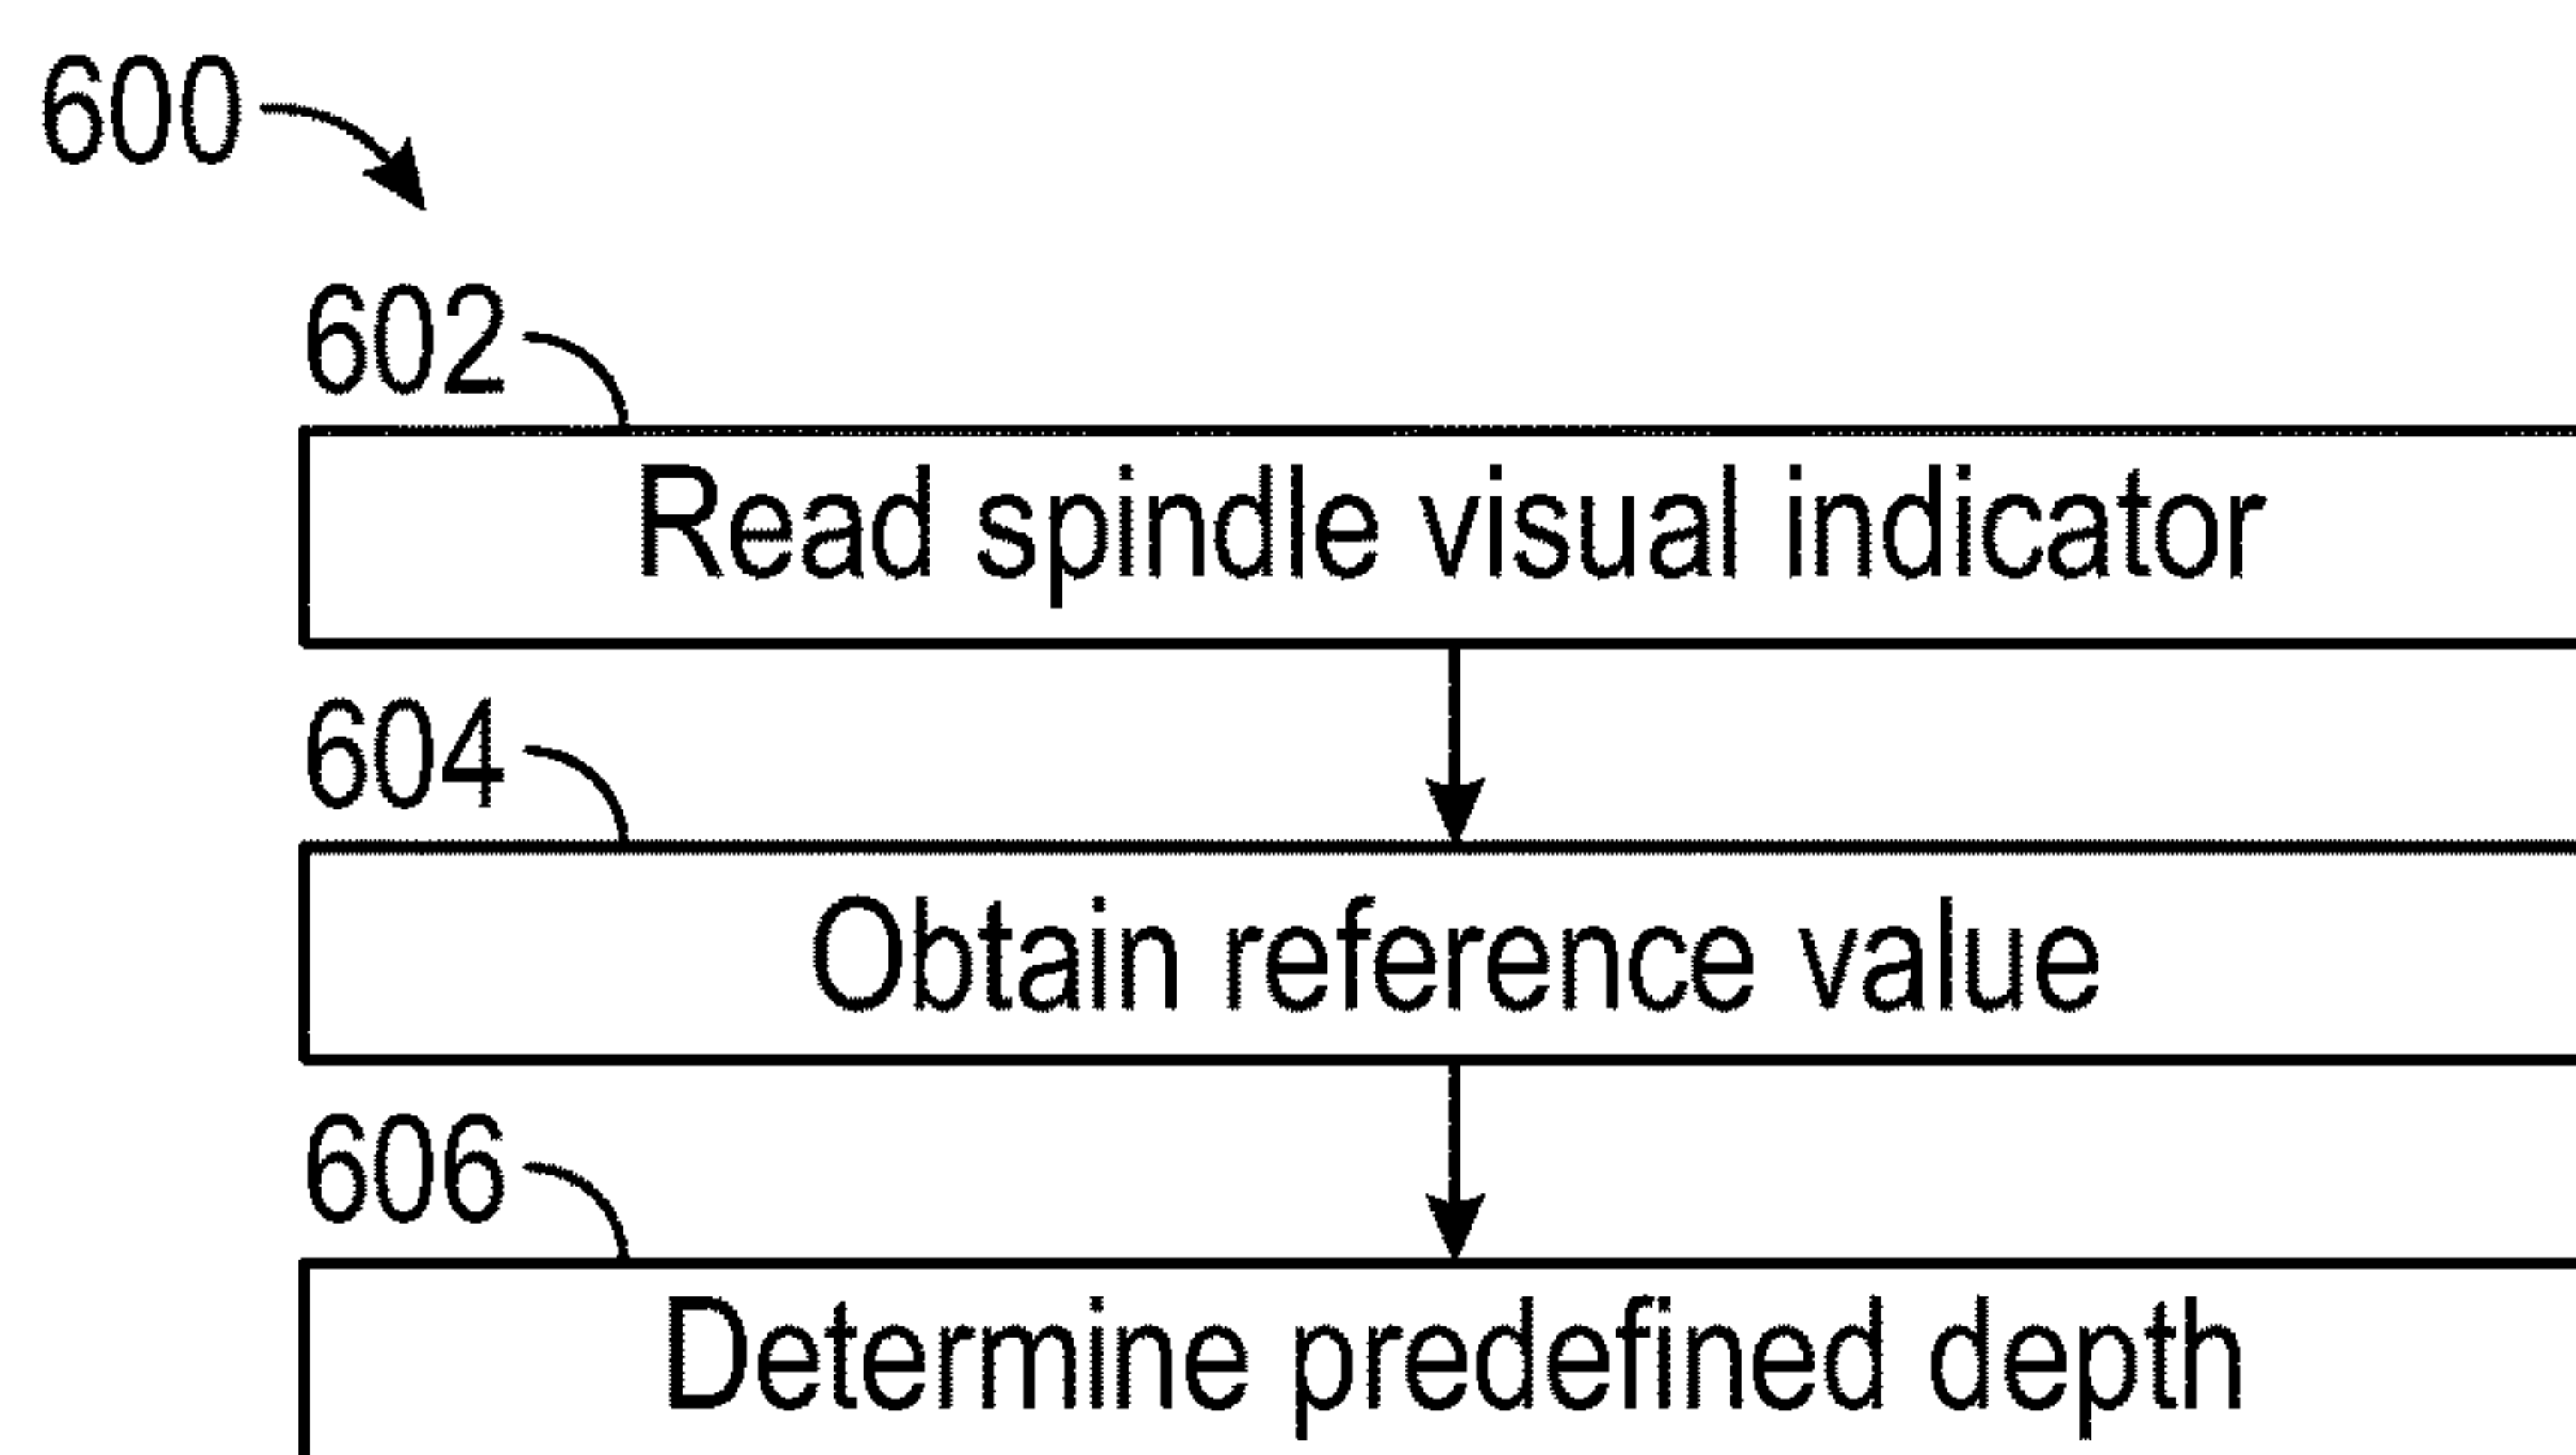 600
602
Read spindle visual indicator
604
Obtain reference value
606
Determine predefined depth